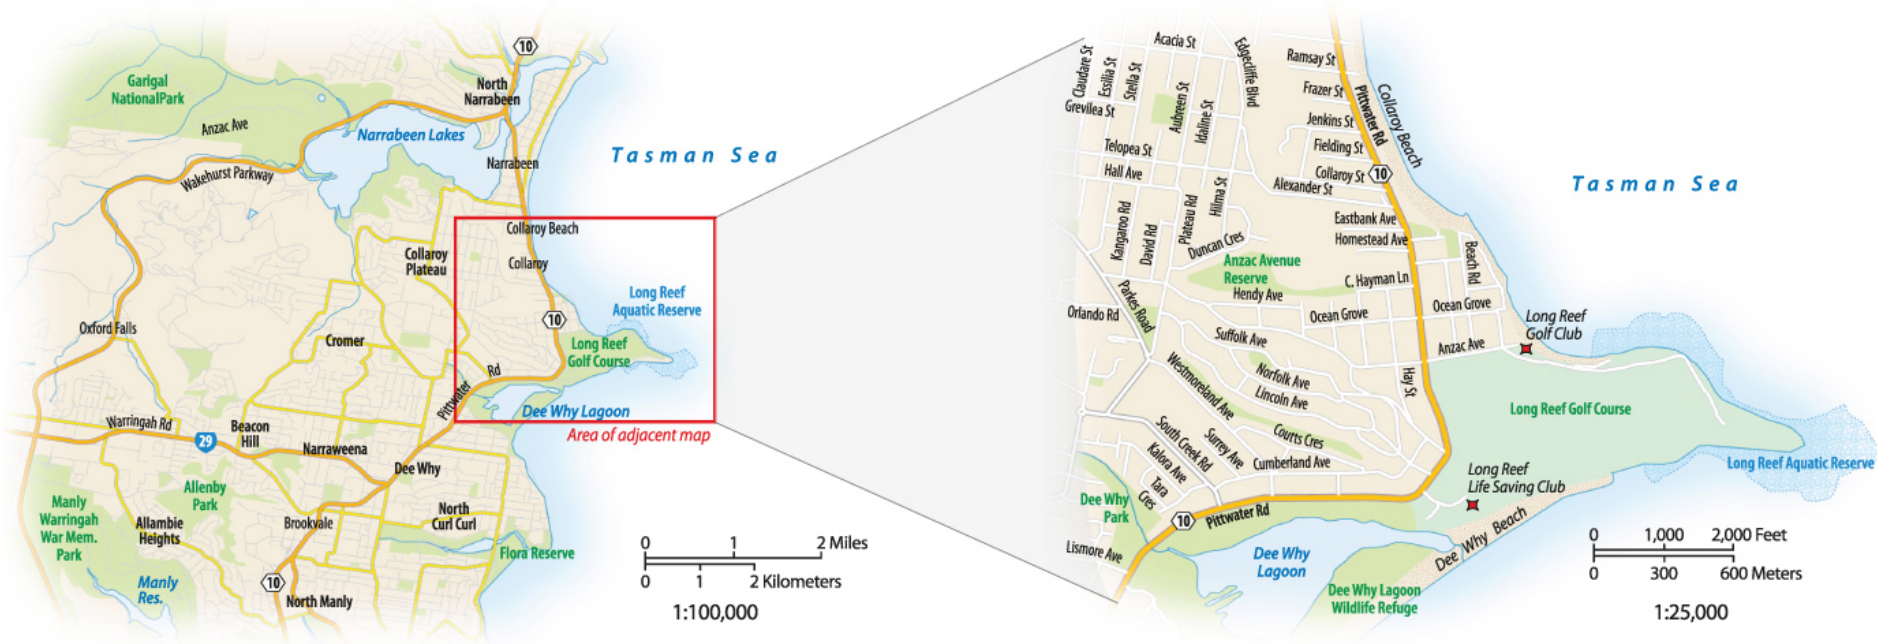 10
North
Narrabeen
Garigal
NationalPark
Anzac Ave
Narrabeen Lakes
Narrabeen
Tasman Sea
Wakehurst Parkway
Collaroy Beach
Collaroy
Plateau
Collaroy
Long Reef
Aquatic Reserve
10
Oxford Falls
Cromer
Long Reef
Golf Course
Pittwater Rd
Dee Why Lagoon
Area of adjacent map
Warringah Rd
29
Beacon
Hill
Narraweena
Dee Why
Allenby
Park
Manly
Warringah
War Mem.
Park
Allambie
Heights
Brookvale
North
Curl Curl
Flora Reserve
Manly
Res.
10
North Manly
0 1 2 Miles
0 1 2 Kilometers
1:100,000
Claudare St
Essilia St
Stella St
Acacia St
Edgecliffe Blvd
Ramsay St
Frazer St
Pittwater Rd
Collaroy Beach
Grevilea St
Aubreen St
Idaline St
Jenkins St
Telopea St
Fielding St
Hall Ave
Collaroy St
10
Alexander St
Tasman Sea
Kangaroo Rd
David Rd
Plateau Rd
Hilma St
Eastbank Ave
Homestead Ave
Duncan Cres
Beach Rd
Anzac Avenue
Reserve
C. Hayman Ln
Parkes Road
Hendy Ave
Ocean Grove
Ocean Grove
Orlando Rd
Long Reef
Golf Club
Suffolk Ave
Anzac Ave
Westmoreland Ave
Norfolk Ave
Lincoln Ave
Hay St
Long Reef Golf Course
Courts Cres
South Creek Rd
Surrey Ave
Kalora Ave
Cumberland Ave
Tara
Cres
Long Reef
Life Saving Club
Long Reef Aquatic Reserve
Dee Why
Park
10
Pittwater Rd
Lismore Ave
Dee Why
Lagoon
Dee Why Beach
Dee Why Lagoon
Wildlife Refuge
0 1,000 2,000 Feet
0 300 600 Meters
1:25,000